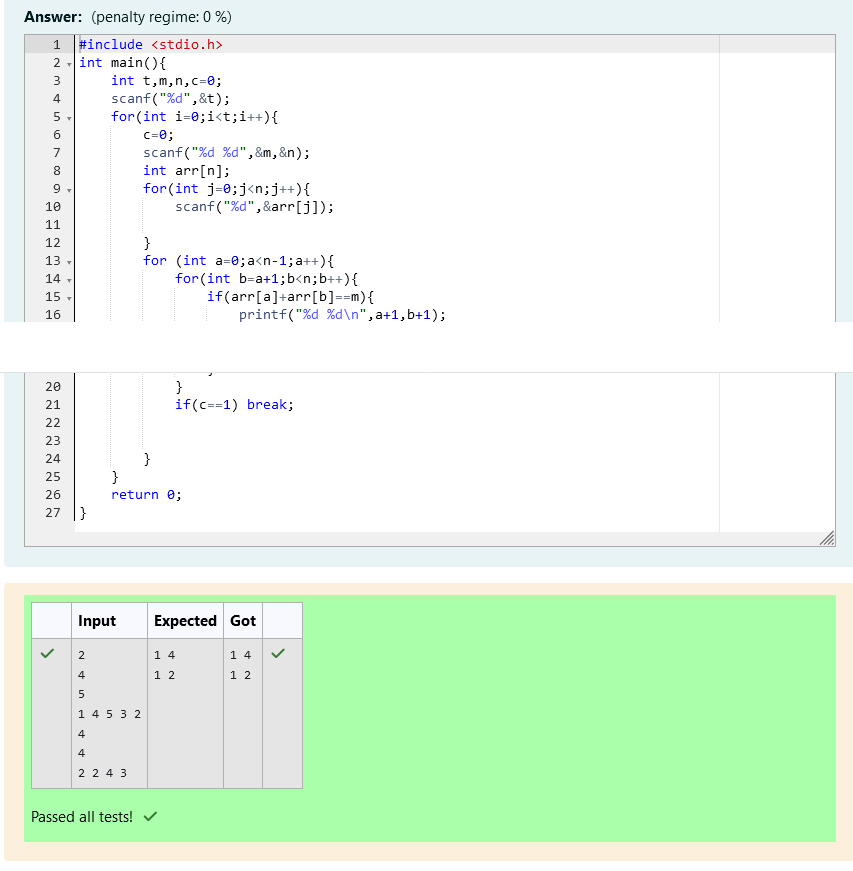 Answer: (penalty regime: 0 %)
1 #include <stdio.h>
2 int main(){
3     int t,m,n,c=0;
4     scanf("%d",&t);
5     for(int i=0;i<t;i++){
6         c=0;
7         scanf("%d %d",&m,&n);
8         int arr[n];
9         for(int j=0;j<n;j++){
10             scanf("%d",&arr[j]);
11
12         }
13         for (int a=0;a<n-1;a++){
14             for(int b=a+1;b<n;b++){
15                 if(arr[a]+arr[b]==m){
16                     printf("%d %d\n",a+1,b+1);
20             }
21             if(c==1) break;
22
23
24         }
25     }
26     return 0;
27 }
Input Expected Got
2 1 4 1 4
4 1 2 1 2
5
1 4 5 3 2
4
4
2 2 4 3
Passed all tests!